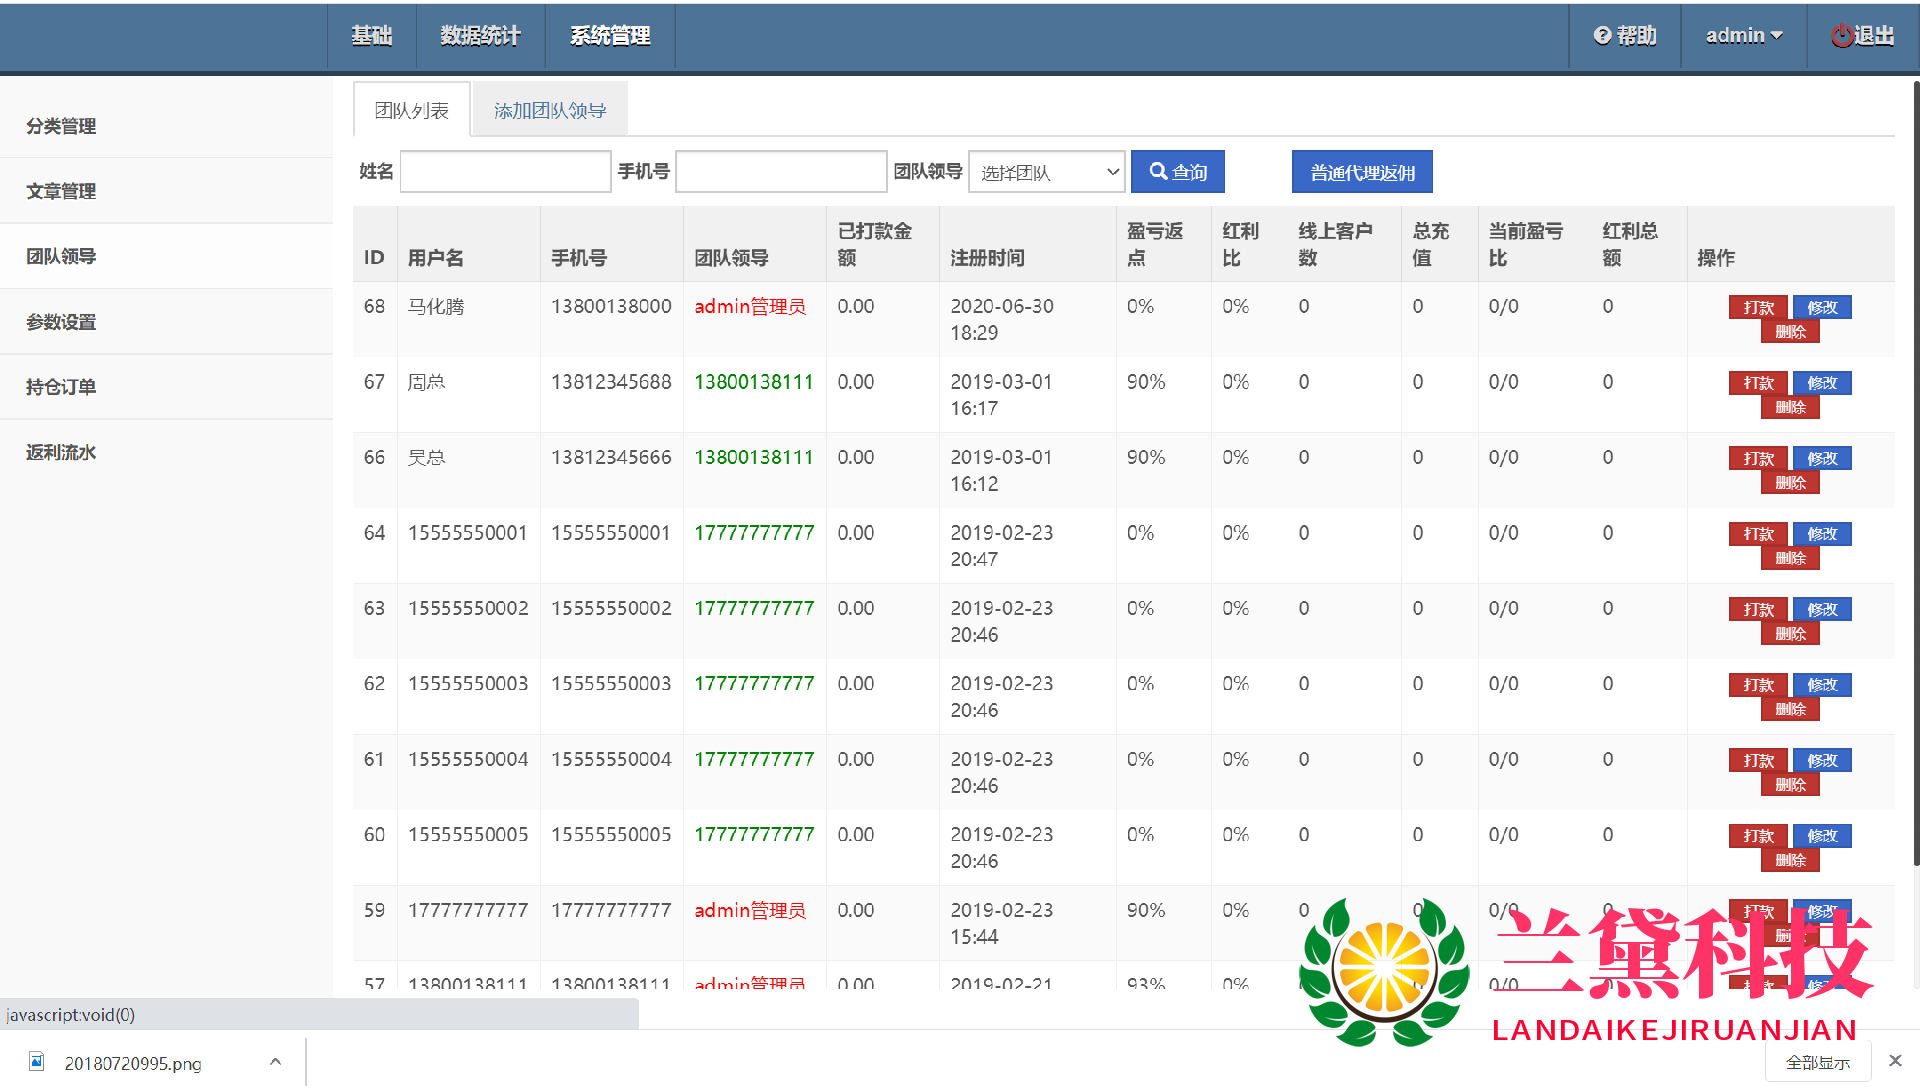 基础 数据统计 系统管理 帮助 admin 退出
分类管理
文章管理
团队领导
参数设置
持仓订单
返利流水
团队列表 添加团队领导
姓名 手机号 团队领导 选择团队 查询 普通代理返佣
ID 用户名 手机号 团队领导 已打款金额 注册时间 盈亏返点 红利比 线上客户数 总充值 当前盈亏比 红利总额 操作
68 马化腾 13800138000 admin管理员 0.00 2020-06-30 18:29 0% 0% 0 0 0/0 0 打款 修改 删除
67 周总 13812345688 13800138111 0.00 2019-03-01 16:17 90% 0% 0 0 0/0 0 打款 修改 删除
66 吴总 13812345666 13800138111 0.00 2019-03-01 16:12 90% 0% 0 0 0/0 0 打款 修改 删除
64 15555550001 15555550001 17777777777 0.00 2019-02-23 20:47 0% 0% 0 0 0/0 0 打款 修改 删除
63 15555550002 15555550002 17777777777 0.00 2019-02-23 20:46 0% 0% 0 0 0/0 0 打款 修改 删除
62 15555550003 15555550003 17777777777 0.00 2019-02-23 20:46 0% 0% 0 0 0/0 0 打款 修改 删除
61 15555550004 15555550004 17777777777 0.00 2019-02-23 20:46 0% 0% 0 0 0/0 0 打款 修改 删除
60 15555550005 15555550005 17777777777 0.00 2019-02-23 20:46 0% 0% 0 0 0/0 0 打款 修改 删除
59 17777777777 17777777777 admin管理员 0.00 2019-02-23 15:44 90% 0% 0 0 0/0 0 打款 修改
57 13800138111 13800138111 admin管理员 0.00 2019-02-21 93% 0% 0 0/0
兰黛科技
LANDAIKEJIRUANJIAN
javascript:void(0)
20180720995.png 全部显示